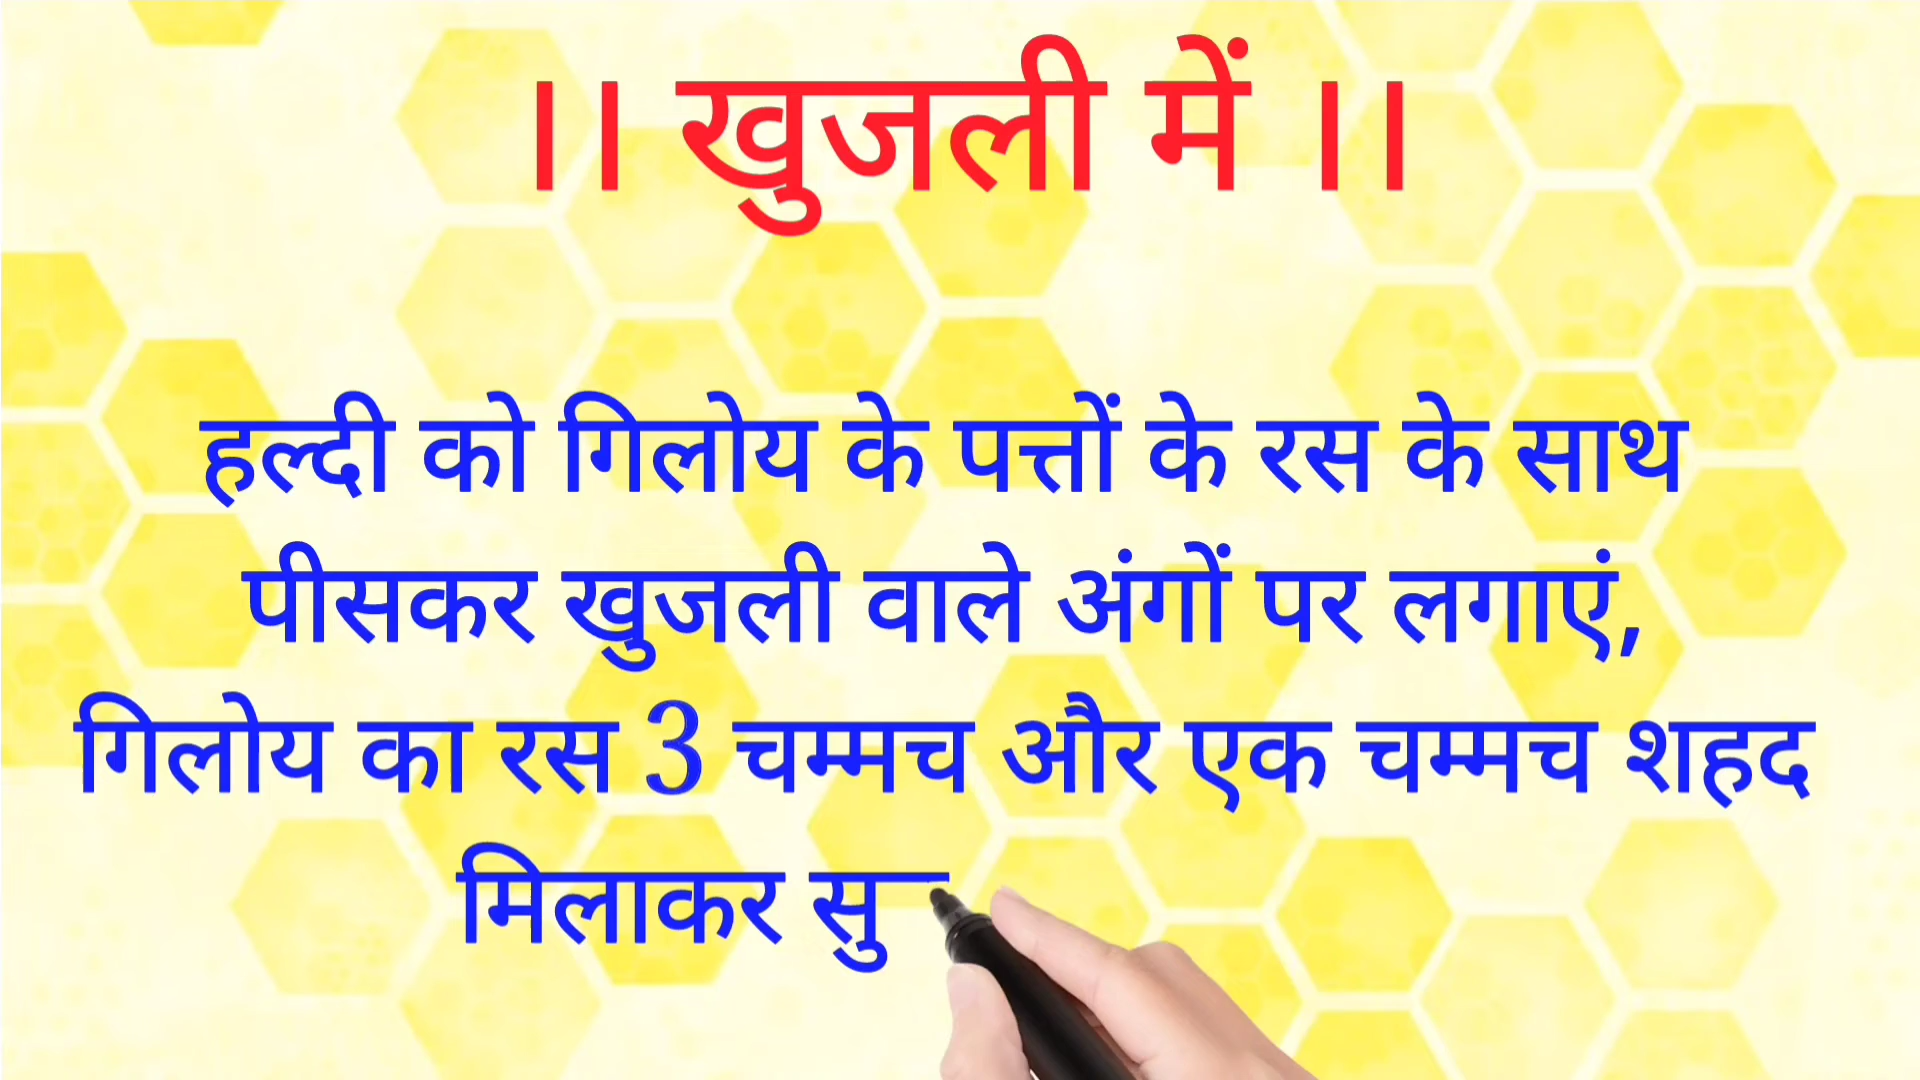 ।। खुजली में ।।
हल्दी को गिलोय के पत्तों के रस के साथ
पीसकर खुजली वाले अंगों पर लगाएं,
गिलोय का रस 3 चम्मच और एक चम्मच शहद
मिलाकर सु